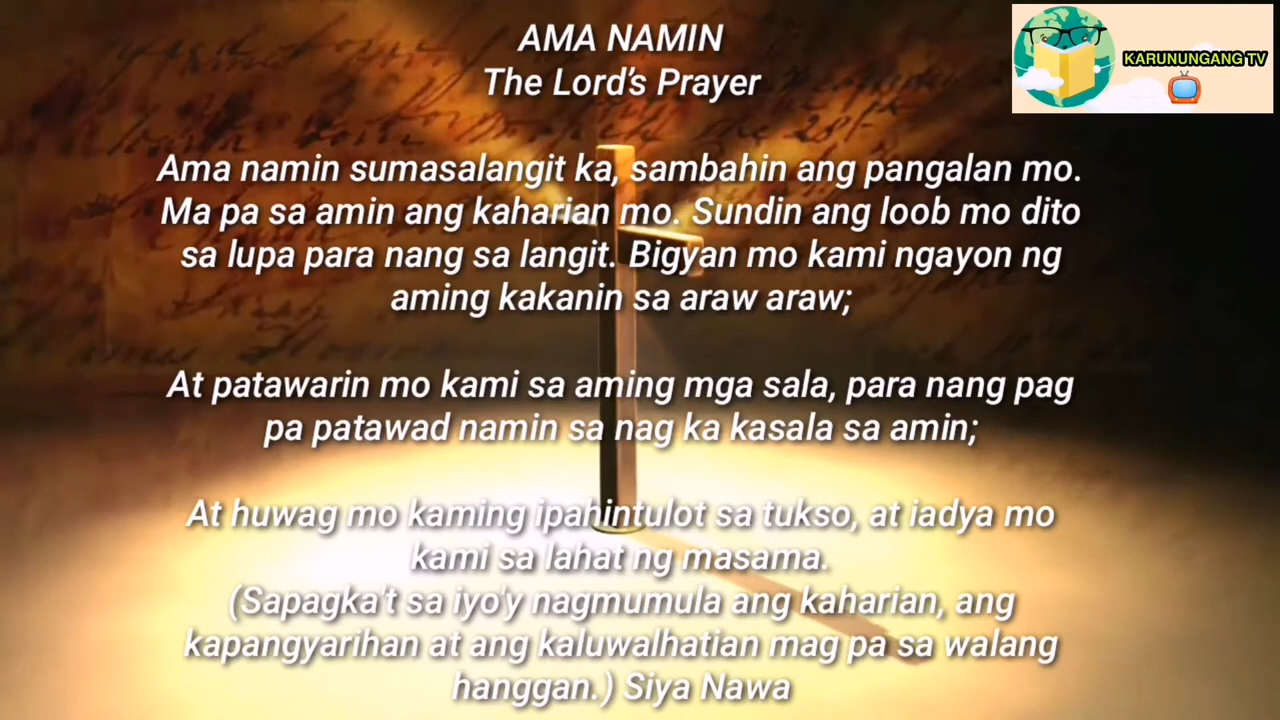 AMA NAMIN
The Lord's Prayer
KARUNUNGANG TV
Ama namin sumasalangit ka, sambahin ang pangalan mo.
Ma pa sa amin ang kaharian mo. Sundin ang loob mo dito
sa lupa para nang sa langit. Bigyan mo kami ngayon ng
aming kakanin sa araw araw;
At patawarin mo kami sa aming mga sala, para nang pag
pa patawad namin sa nag ka kasala sa amin;
At huwag mo kaming ipahintulot sa tukso, at iadya mo
kami sa lahat ng masama.
(Sapagka't sa iyo'y nagmumula ang kaharian, ang
kapangyarihan at ang kaluwalhatian mag pa sa walang
hanggan.) Siya Nawa